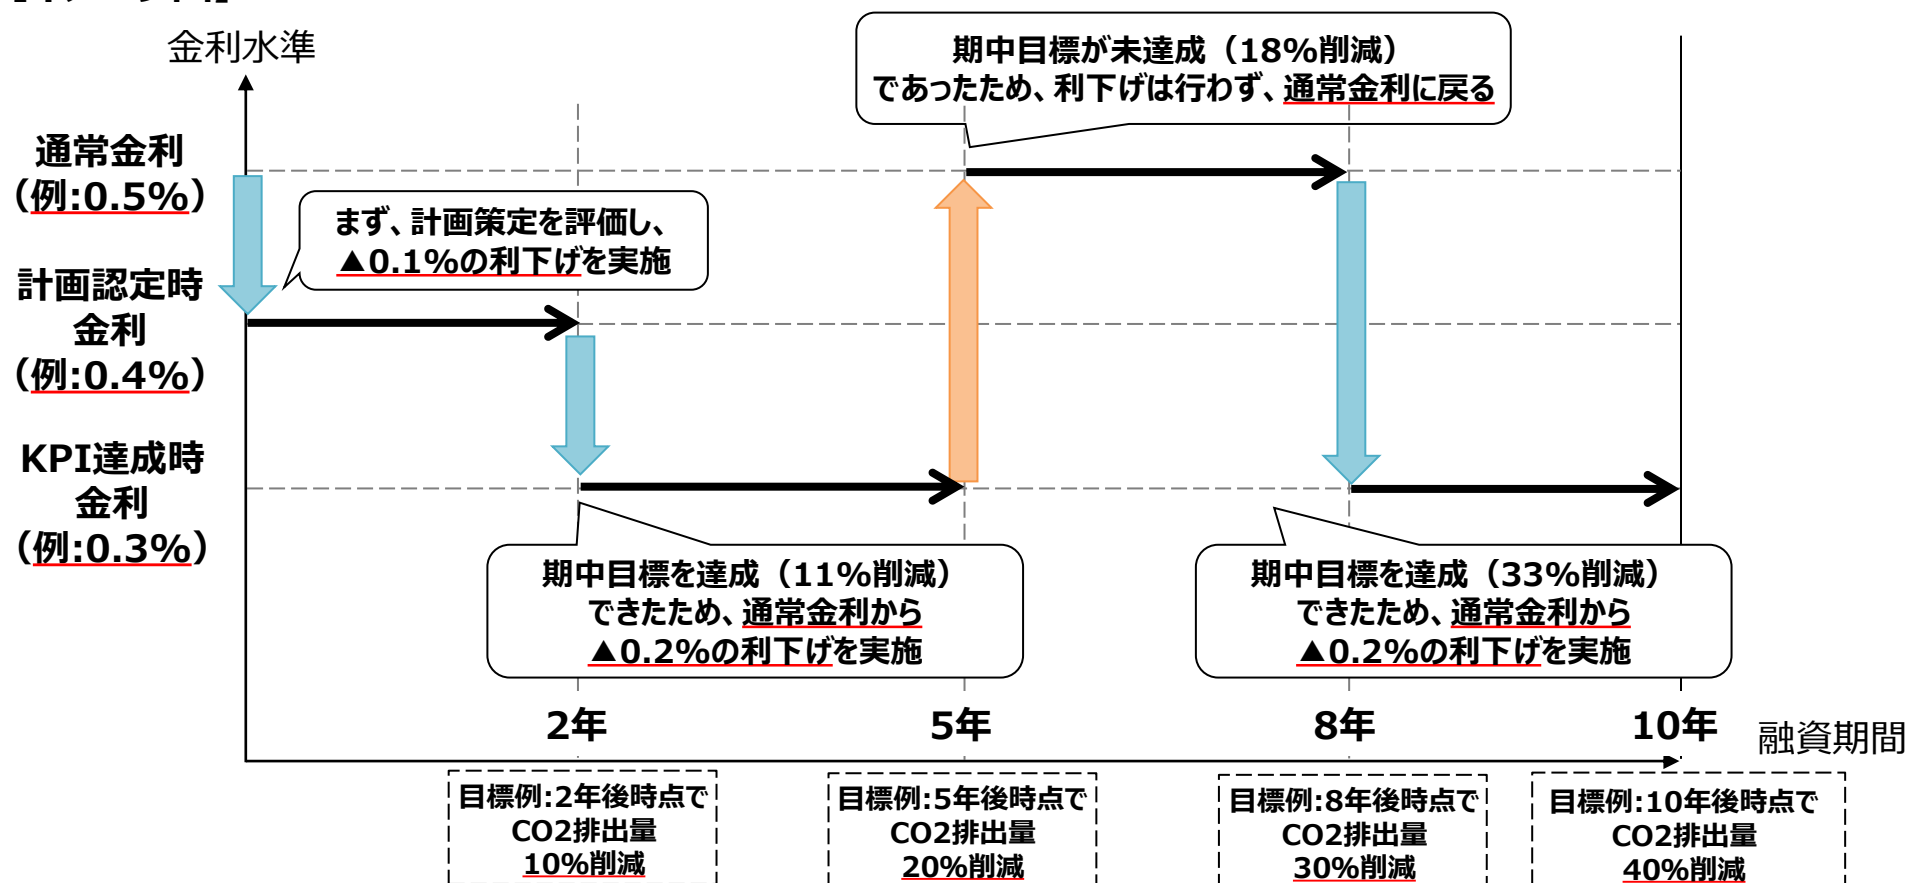 金利水準
期中目標が未達成（18%削減）
であったため、利下げは行わず、通常金利に戻る
通常金利
（例:0.5%）
まず、計画策定を評価し、
▲0.1%の利下げを実施
計画認定時
金利
（例:0.4%）
KPI達成時
金利
（例:0.3%）
期中目標を達成（11%削減）
できたため、通常金利から
▲0.2%の利下げを実施
期中目標を達成（33%削減）
できたため、通常金利から
▲0.2%の利下げを実施
2年
5年
8年
10年
融資期間
目標例:2年後時点で
CO2排出量
10%削減
目標例:5年後時点で
CO2排出量
20%削減
目標例:8年後時点で
CO2排出量
30%削減
目標例:10年後時点で
CO2排出量
40%削減